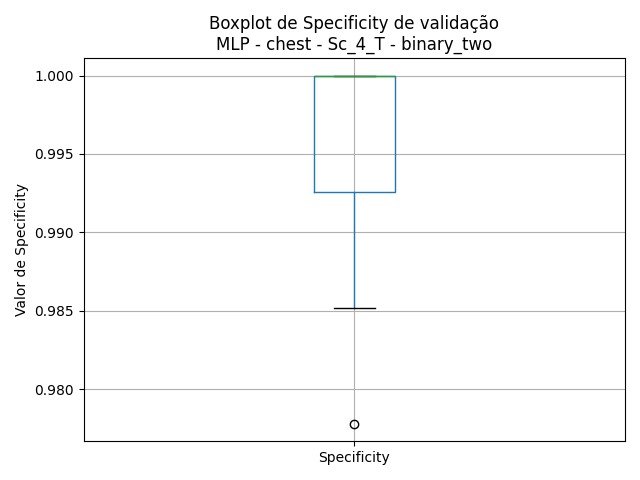 Boxplot de Specificity de validação
MLP - chest - Sc_4_T - binary_two
1.000
0.995
0.990
0.985
0.980
Valor de Specificity
Specificity